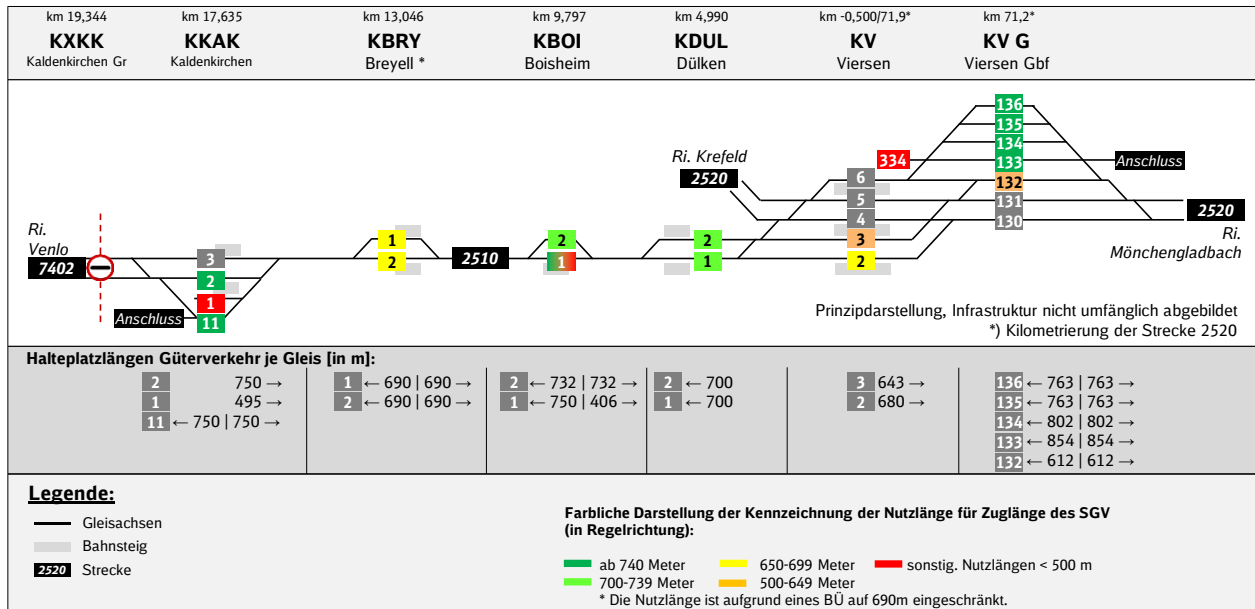 km 19,344 km 17,635 km 13,046 km 9,797 km 4,990 km -0,500/71,9* km 71,2*
KXKK KKAK KBRY KBOI KDUL KV KV G
Kaldenkirchen Gr Kaldenkirchen Breyell * Boisheim Dülken Viersen Viersen Gbf
136
135
134
Ri. Krefeld 334 133 Anschluss
2520 6 132
5 131
4 130 2520
Ri. Venlo 1 2 2 3 Ri. Mönchengladbach
7402 3 2 2510 1 1 2
2
1
Anschluss 11
Prinzipdarstellung, Infrastruktur nicht umfänglich abgebildet
*) Kilometrierung der Strecke 2520
Halteplatzlängen Güterverkehr je Gleis [in m]:
2 750 → 1 ← 690 | 690 → 2 ← 732 | 732 → 2 ← 700 3 643 → 136 ← 763 | 763 →
1 495 → 2 ← 690 | 690 → 1 ← 750 | 406 → 1 ← 700 2 680 → 135 ← 763 | 763 →
11 ← 750 | 750 → 134 ← 802 | 802 →
133 ← 854 | 854 →
132 ← 612 | 612 →
Legende:
Gleisachsen
Bahnsteig
2520 Strecke
Farbliche Darstellung der Kennzeichnung der Nutzlänge für Zuglänge des SGV
(in Regelrichtung):
ab 740 Meter 650-699 Meter sonstig. Nutzlängen < 500 m
700-739 Meter 500-649 Meter
* Die Nutzlänge ist aufgrund eines BÜ auf 690m eingeschränkt.